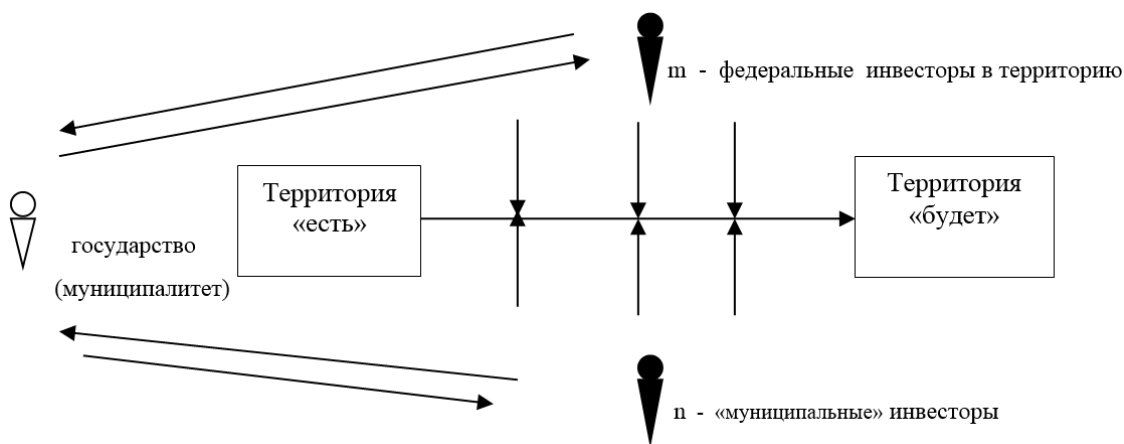 m - федеральные инвесторы в территорию
Территория
«есть»
Территория
«будет»
государство
(муниципалитет)
n - «муниципальные» инвесторы